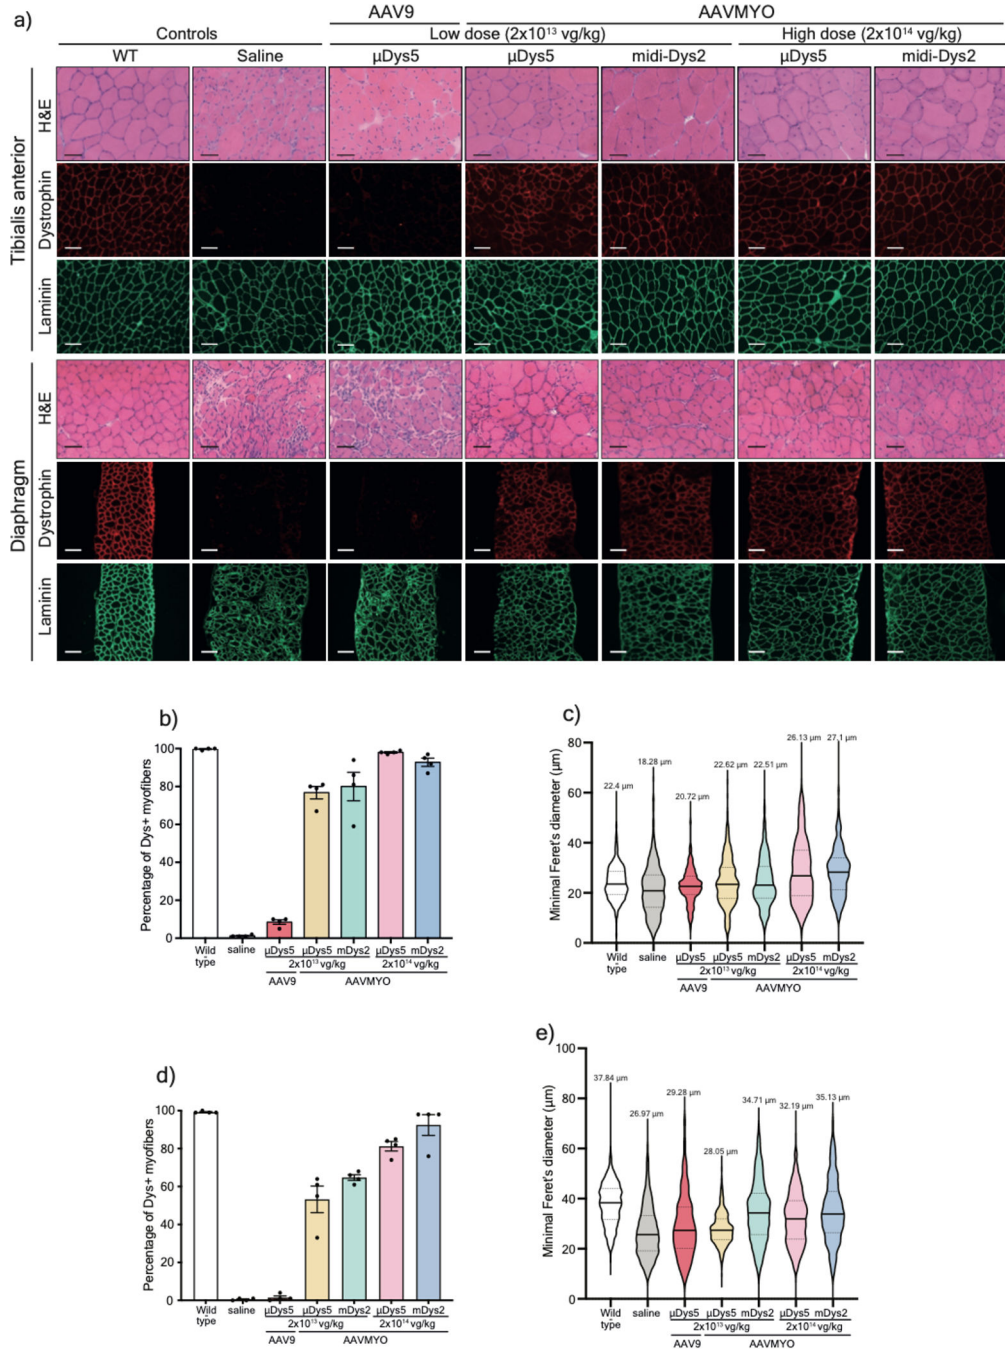 a)
AAV9 AAVMYO
Controls Low dose (2x10¹³ vg/kg) High dose (2x10¹⁴ vg/kg)
WT Saline µDys5 µDys5 midi-Dys2 µDys5 midi-Dys2
Tibialis anterior
H&E
Dystrophin
Laminin
Diaphragm
H&E
Dystrophin
Laminin
b)
Percentage of Dys+ myofibers
100
80
60
40
20
0
Wild type saline µDys5 µDys5 mDys2 µDys5 mDys2
2x10¹³ vg/kg 2x10¹⁴ vg/kg
AAV9 AAVMYO
c)
Minimal Feret's diameter (µm)
80
60
40
20
0
22.4 µm 18.28 µm 20.72 µm 22.62 µm 22.51 µm 26.13 µm 27.1 µm
Wild type saline µDys5 µDys5 mDys2 µDys5 mDys2
2x10¹³ vg/kg 2x10¹⁴ vg/kg
AAV9 AAVMYO
d)
Percentage of Dys+ myofibers
100
80
60
40
20
0
Wild type saline µDys5 µDys5 mDys2 µDys5 mDys2
2x10¹³ vg/kg 2x10¹⁴ vg/kg
AAV9 AAVMYO
e)
Minimal Feret's diameter (µm)
100
80
60
40
20
0
37.84 µm 26.97 µm 29.28 µm 28.05 µm 34.71 µm 32.19 µm 35.13 µm
Wild type saline µDys5 µDys5 mDys2 µDys5 mDys2
2x10¹³ vg/kg 2x10¹⁴ vg/kg
AAV9 AAVMYO